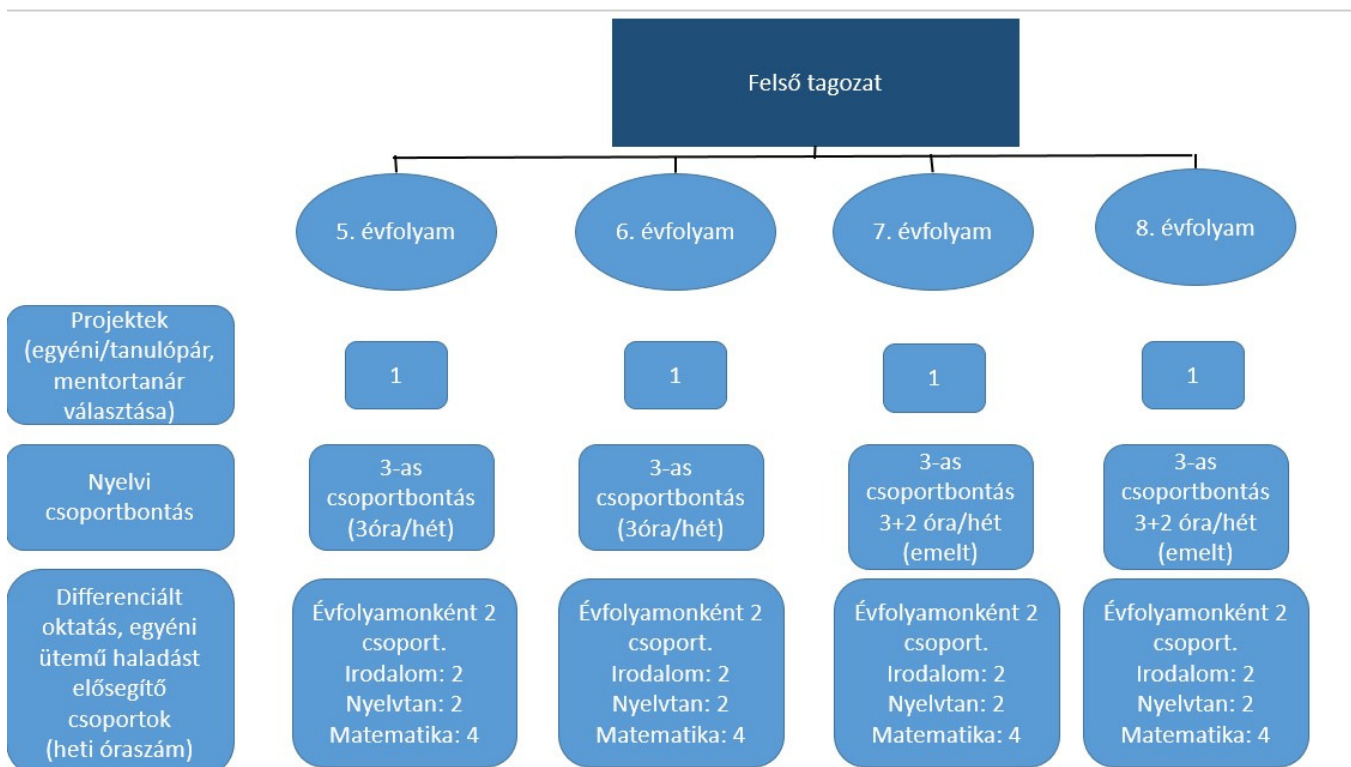 Felső tagozat
5. évfolyam
6. évfolyam
7. évfolyam
8. évfolyam
Projektek
(egyéni/tanulópár,
mentortanár
választása)
1
1
1
1
Nyelvi
csoportbontás
3-as
csoportbontás
(3óra/hét)
3-as
csoportbontás
(3óra/hét)
3-as
csoportbontás
3+2 óra/hét
(emelt)
3-as
csoportbontás
3+2 óra/hét
(emelt)
Differenciált
oktatás, egyéni
ütemű haladást
elősegítő
csoportok
(heti óraszám)
Évfolyamonként 2
csoport.
Irodalom: 2
Nyelvtan: 2
Matematika: 4
Évfolyamonként 2
csoport.
Irodalom: 2
Nyelvtan: 2
Matematika: 4
Évfolyamonként 2
csoport.
Irodalom: 2
Nyelvtan: 2
Matematika: 4
Évfolyamonként 2
csoport.
Irodalom: 2
Nyelvtan: 2
Matematika: 4